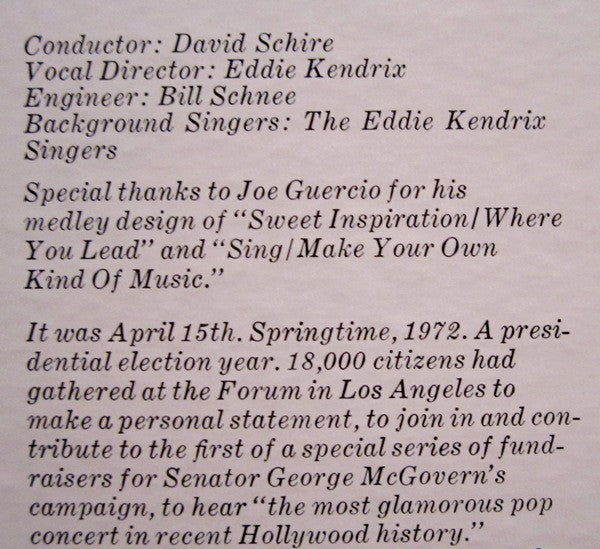 Conductor: David Schire
Vocal Director: Eddie Kendrix
Engineer: Bill Schnee
Background Singers: The Eddie Kendrix
Singers
Special thanks to Joe Guercio for his
medley design of “Sweet Inspiration/Where
You Lead” and “Sing/Make Your Own
Kind Of Music.”
It was April 15th. Springtime, 1972. A presi-
dential election year. 18,000 citizens had
gathered at the Forum in Los Angeles to
make a personal statement, to join in and con-
tribute to the first of a special series of fund-
raisers for Senator George McGovern’s
campaign, to hear “the most glamorous pop
concert in recent Hollywood history.”